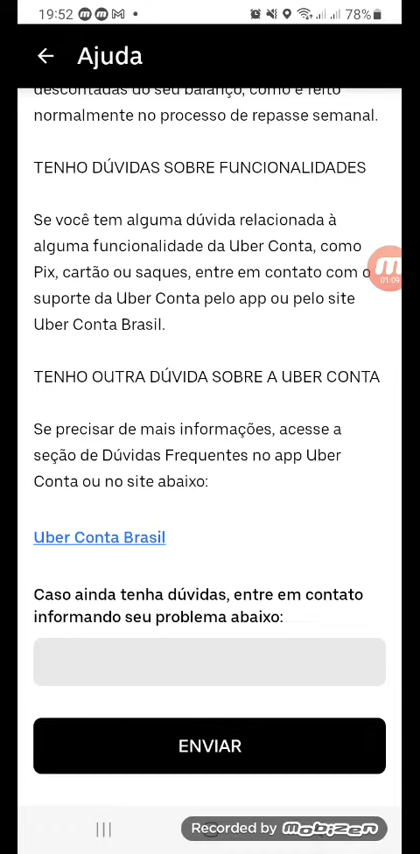 19:52
78%
Ajuda
descontadas do seu balanço, como é feito
normalmente no processo de repasse semanal.
TENHO DÚVIDAS SOBRE FUNCIONALIDADES
Se você tem alguma dúvida relacionada à
alguma funcionalidade da Uber Conta, como
Pix, cartão ou saques, entre em contato com o
suporte da Uber Conta pelo app ou pelo site
Uber Conta Brasil.
01:09
TENHO OUTRA DÚVIDA SOBRE A UBER CONTA
Se precisar de mais informações, acesse a
seção de Dúvidas Frequentes no app Uber
Conta ou no site abaixo:
Uber Conta Brasil
Caso ainda tenha dúvidas, entre em contato
informando seu problema abaixo:
ENVIAR
Recorded by mobizen